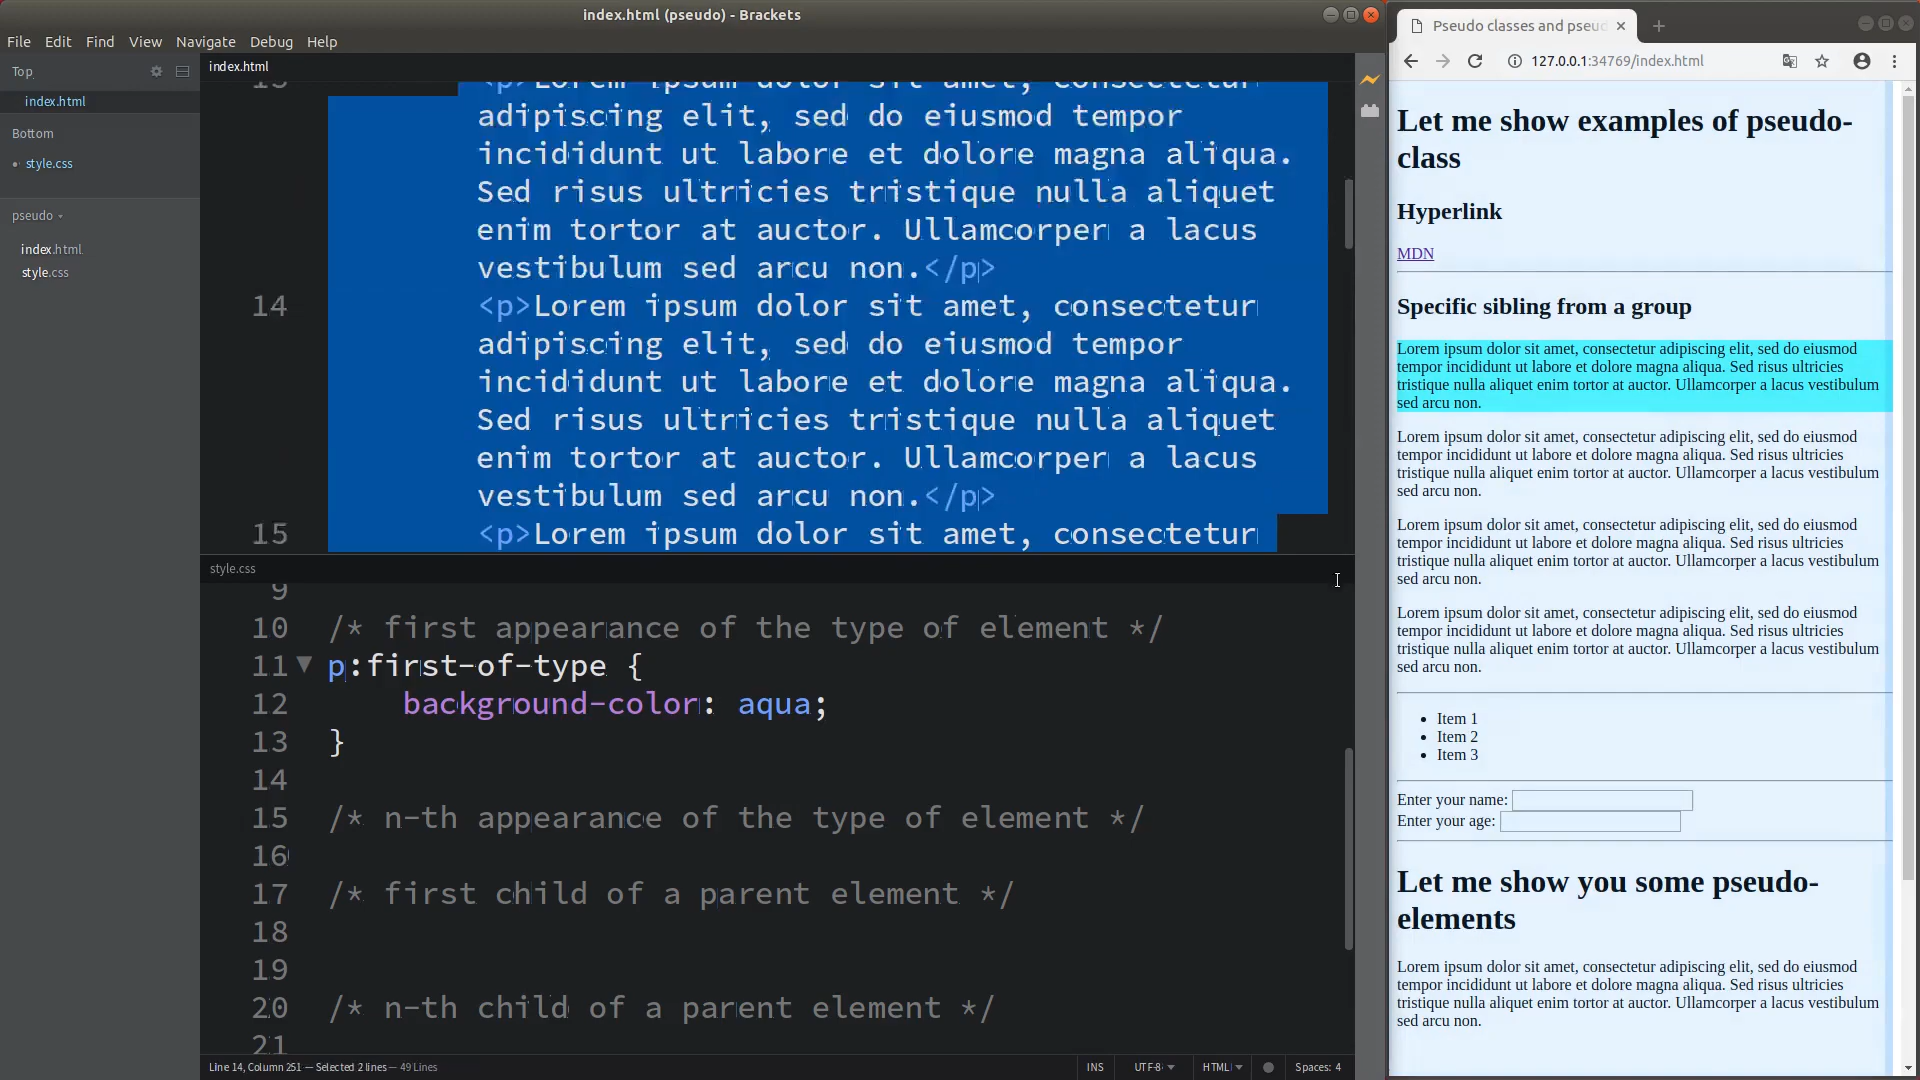 index.html (pseudo) - Brackets
File Edit Find View Navigate Debug Help
Top
index.html
Bottom
• style.css
pseudo
index.html
style.css
index.html
13 <p>Lorem ipsum dolor sit amet, consectetur
adipiscing elit, sed do eiusmod tempor
incididunt ut labore et dolore magna aliqua.
Sed risus ultricies tristique nulla aliquet
enim tortor at auctor. Ullamcorper a lacus
vestibulum sed arcu non.</p>
14 <p>Lorem ipsum dolor sit amet, consectetur
adipiscing elit, sed do eiusmod tempor
incididunt ut labore et dolore magna aliqua.
Sed risus ultricies tristique nulla aliquet
enim tortor at auctor. Ullamcorper a lacus
vestibulum sed arcu non.</p>
15 <p>Lorem ipsum dolor sit amet, consectetur
style.css
9
10 /* first appearance of the type of element */
11 p:first-of-type {
12 background-color: aqua;
13 }
14
15 /* n-th appearance of the type of element */
16
17 /* first child of a parent element */
18
19
20 /* n-th child of a parent element */
21
Line 14, Column 251 — Selected 2 lines — 49 Lines
INS UTF-8 HTML Spaces: 4
Pseudo classes and pseud
127.0.0.1:34769/index.html
Let me show examples of pseudo-
class
Hyperlink
MDN
Specific sibling from a group
Lorem ipsum dolor sit amet, consectetur adipiscing elit, sed do eiusmod
tempor incididunt ut labore et dolore magna aliqua. Sed risus ultricies
tristique nulla aliquet enim tortor at auctor. Ullamcorper a lacus vestibulum
sed arcu non.
Lorem ipsum dolor sit amet, consectetur adipiscing elit, sed do eiusmod
tempor incididunt ut labore et dolore magna aliqua. Sed risus ultricies
tristique nulla aliquet enim tortor at auctor. Ullamcorper a lacus vestibulum
sed arcu non.
Lorem ipsum dolor sit amet, consectetur adipiscing elit, sed do eiusmod
tempor incididunt ut labore et dolore magna aliqua. Sed risus ultricies
tristique nulla aliquet enim tortor at auctor. Ullamcorper a lacus vestibulum
sed arcu non.
Lorem ipsum dolor sit amet, consectetur adipiscing elit, sed do eiusmod
tempor incididunt ut labore et dolore magna aliqua. Sed risus ultricies
tristique nulla aliquet enim tortor at auctor. Ullamcorper a lacus vestibulum
sed arcu non.
• Item 1
• Item 2
• Item 3
Enter your name:
Enter your age:
Let me show you some pseudo-
elements
Lorem ipsum dolor sit amet, consectetur adipiscing elit, sed do eiusmod
tempor incididunt ut labore et dolore magna aliqua. Sed risus ultricies
tristique nulla aliquet enim tortor at auctor. Ullamcorper a lacus vestibulum
sed arcu non.